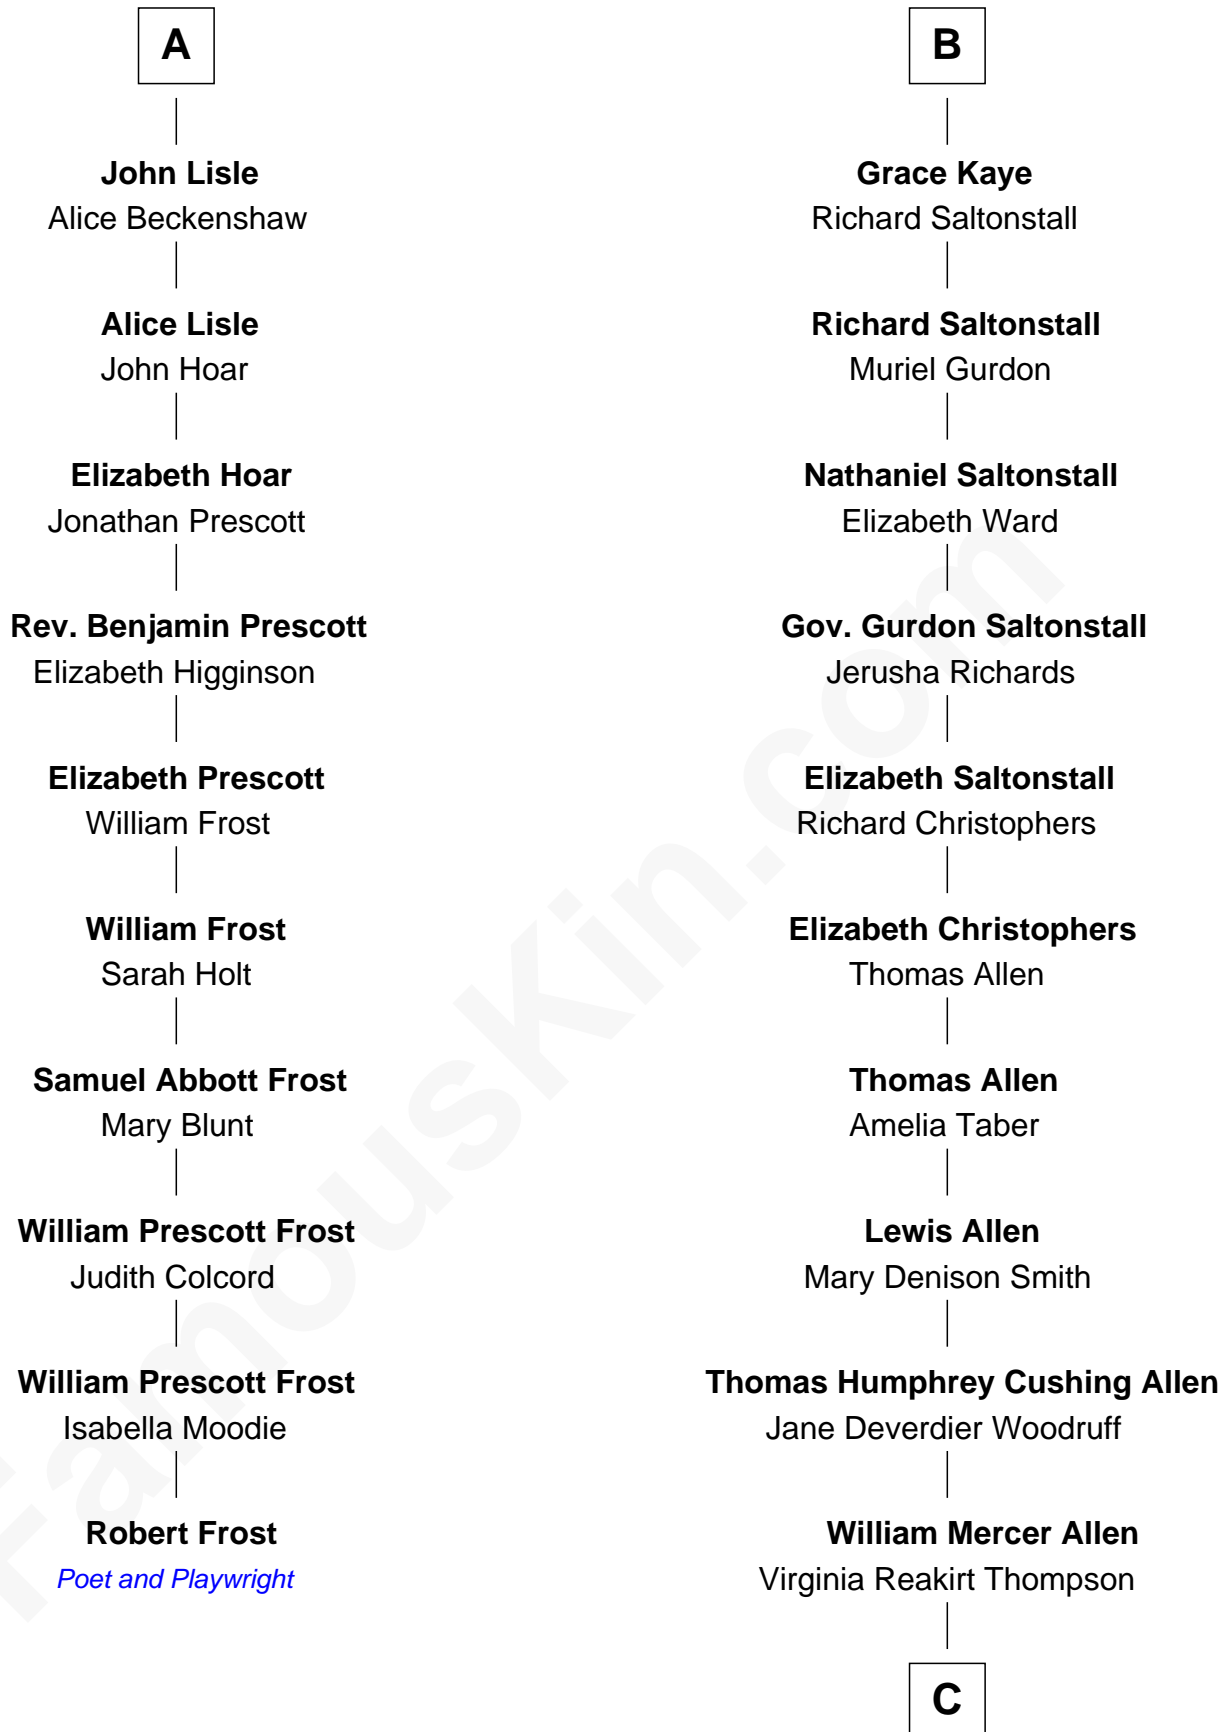 A
John Lisle
Alice Beckenshaw
Alice Lisle
John Hoar
Elizabeth Hoar
Jonathan Prescott
Rev. Benjamin Prescott
Elizabeth Higginson
Elizabeth Prescott
William Frost
William Frost
Sarah Holt
Samuel Abbott Frost
Mary Blunt
William Prescott Frost
Judith Colcord
William Prescott Frost
Isabella Moodie
Robert Frost
Poet and Playwright
B
Grace Kaye
Richard Saltonstall
Richard Saltonstall
Muriel Gurdon
Nathaniel Saltonstall
Elizabeth Ward
Gov. Gurdon Saltonstall
Jerusha Richards
Elizabeth Saltonstall
Richard Christophers
Elizabeth Christophers
Thomas Allen
Thomas Allen
Amelia Taber
Lewis Allen
Mary Denison Smith
Thomas Humphrey Cushing Allen
Jane Deverdier Woodruff
William Mercer Allen
Virginia Reakirt Thompson
C
FamousKin.com